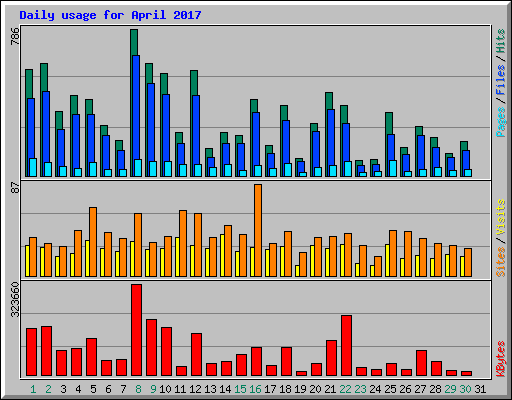 Daily usage for April 2017
786
Pages / Files / Hits
87
Sites / Visits
323660
KBytes
1 2 3 4 5 6 7 8 9 10 11 12 13 14 15 16 17 18 19 20 21 22 23 24 25 26 27 28 29 30 31